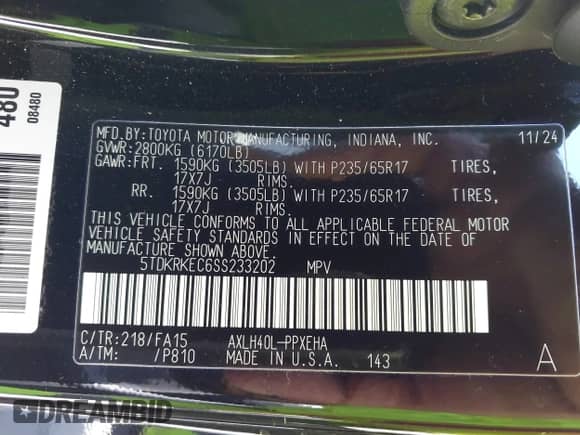 480
08480
MFD.BY:TOYOTA MOTOR MANUFACTURING, INDIANA, INC. 11/24
GVWR:2800KG (6170LB)
GAWR:FRT. 1590KG (3505LB) WITH P235/65R17 TIRES,
17X7J RIMS.
RR. 1590KG (3505LB) WITH P235/65R17 TIRES,
17X7J RIMS.
THIS VEHICLE CONFORMS TO ALL APPLICABLE FEDERAL MOTOR
VEHICLE SAFETY STANDARDS IN EFFECT ON THE DATE OF
MANUFACTURE SHOWN ABOVE.
5TDKRKEC6SS233202 MPV
C/TR:218/FA15 AXLH40L-PPXEHA
A/TM: /P810 MADE IN U.S.A. 143 A
DREAMBID